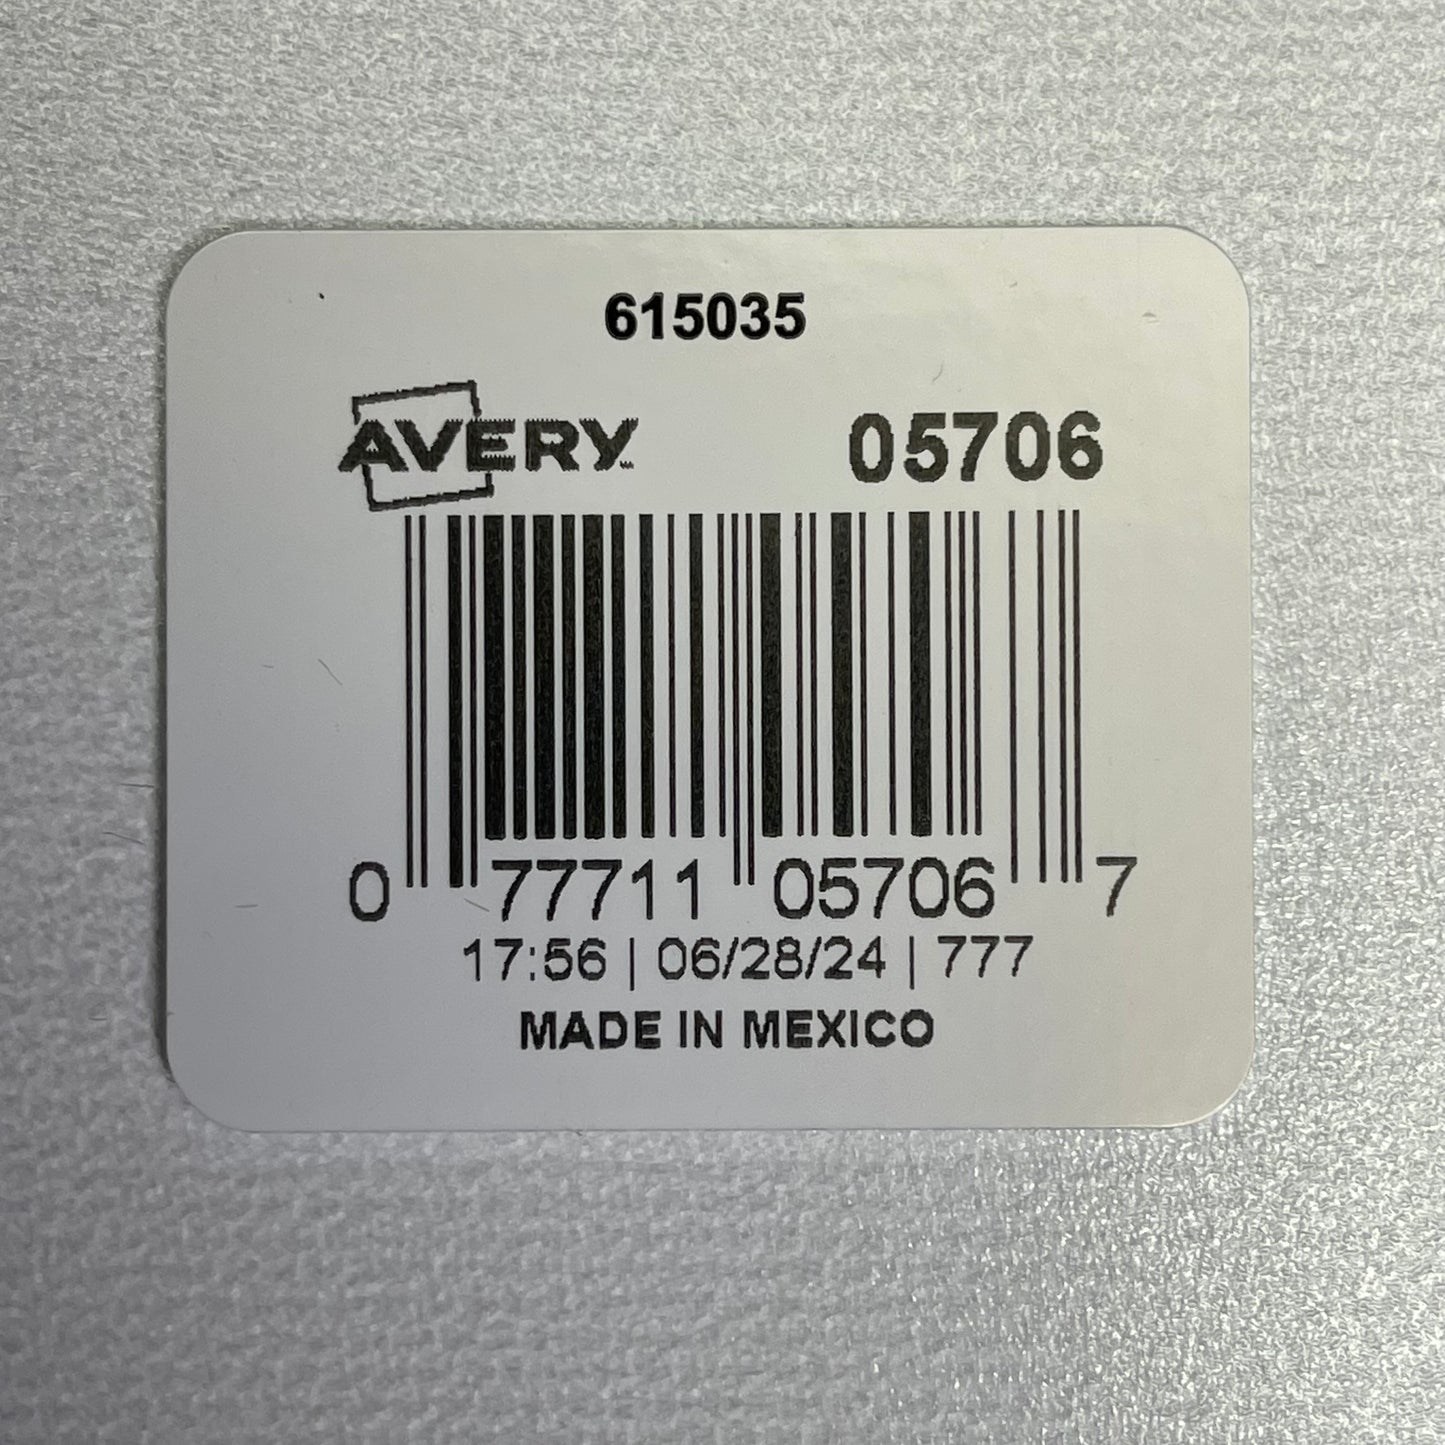 615035
AVERY 05706
0 77711 05706 7
17:56 | 06/28/24 | 777
MADE IN MEXICO